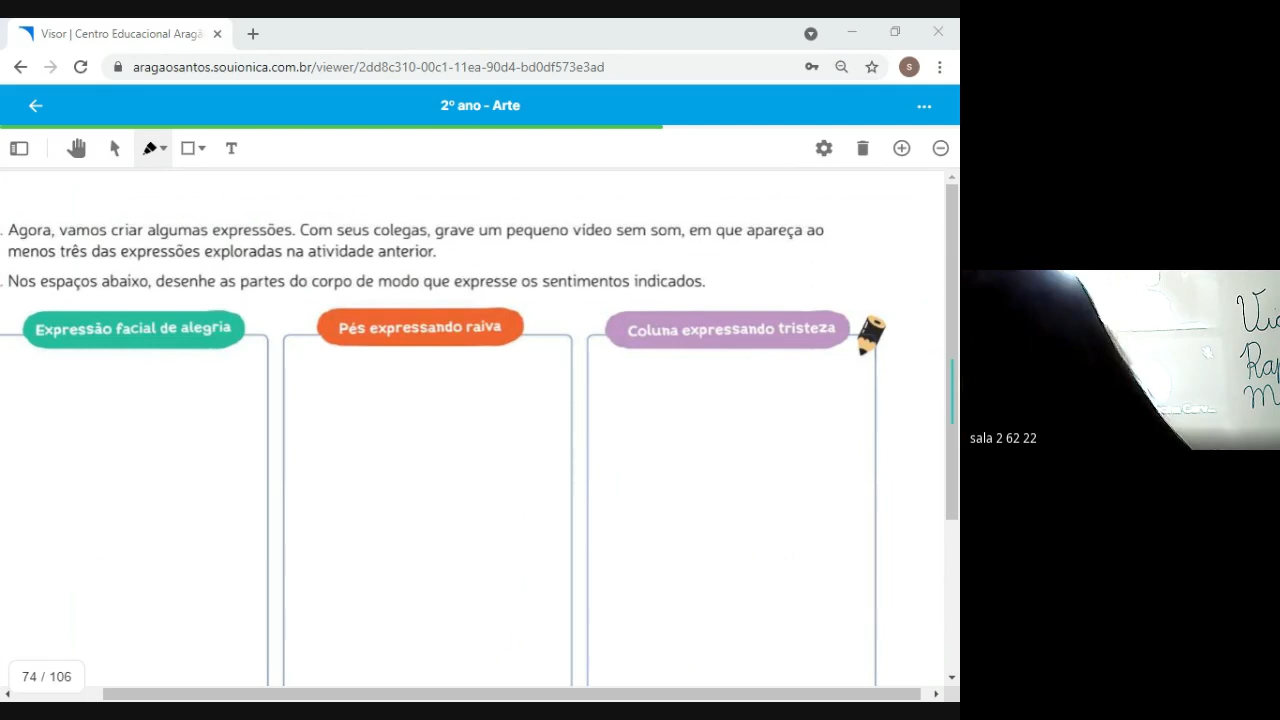 Visor | Centro Educacional Aragã
aragaosantos.souionica.com.br/viewer/2dd8c310-00c1-11ea-90d4-bd0df573e3ad
s
2º ano - Arte
T
. Agora, vamos criar algumas expressões. Com seus colegas, grave um pequeno vídeo sem som, em que apareça ao
menos três das expressões exploradas na atividade anterior.
. Nos espaços abaixo, desenhe as partes do corpo de modo que expresse os sentimentos indicados.
Expressão facial de alegria
Pés expressando raiva
Coluna expressando tristeza
74 / 106
sala 2 62 22